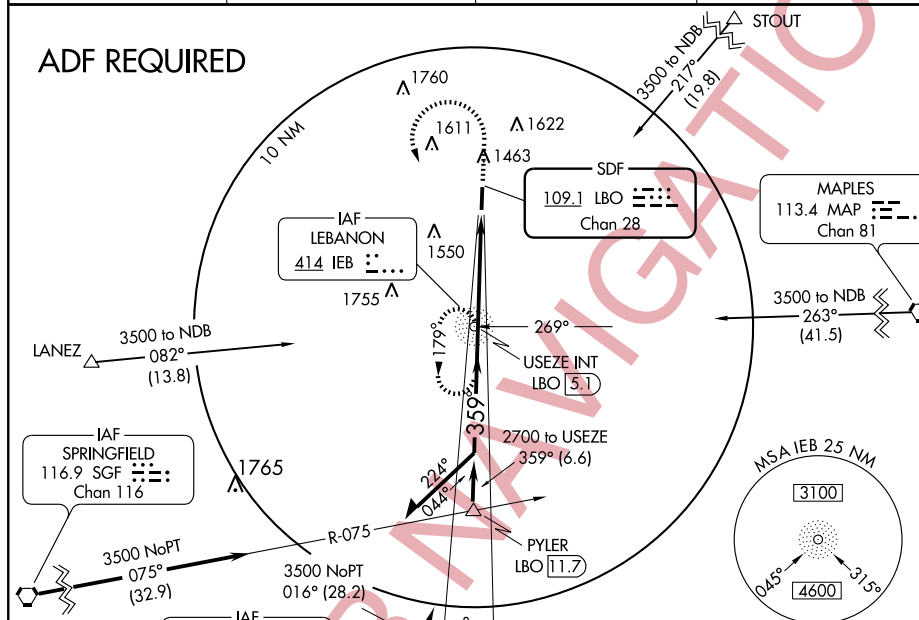 ADF REQUIRED
STOUT
3500 to NDB
217°
(19.8)
1760
1611
1622
1463
10 NM
SDF
109.1 LBO
Chan 28
MAPLES
113.4 MAP
Chan 81
IAF
LEBANON
414 IEB
1550
1755
3500 to NDB
263°
(41.5)
3500 to NDB
082°
(13.8)
LANEZ
179°
269°
USEZE INT
LBO 5.1
359°
IAF
SPRINGFIELD
116.9 SGF
Chan 116
1765
224°
044°
2700 to USEZE
359° (6.6)
MSA IEB 25 NM
3100
045°
315°
4600
R-075
PYLER
LBO 11.7
3500 NoPT
075°
(32.9)
3500 NoPT
016° (28.2)
IAF
NAVIGATIO